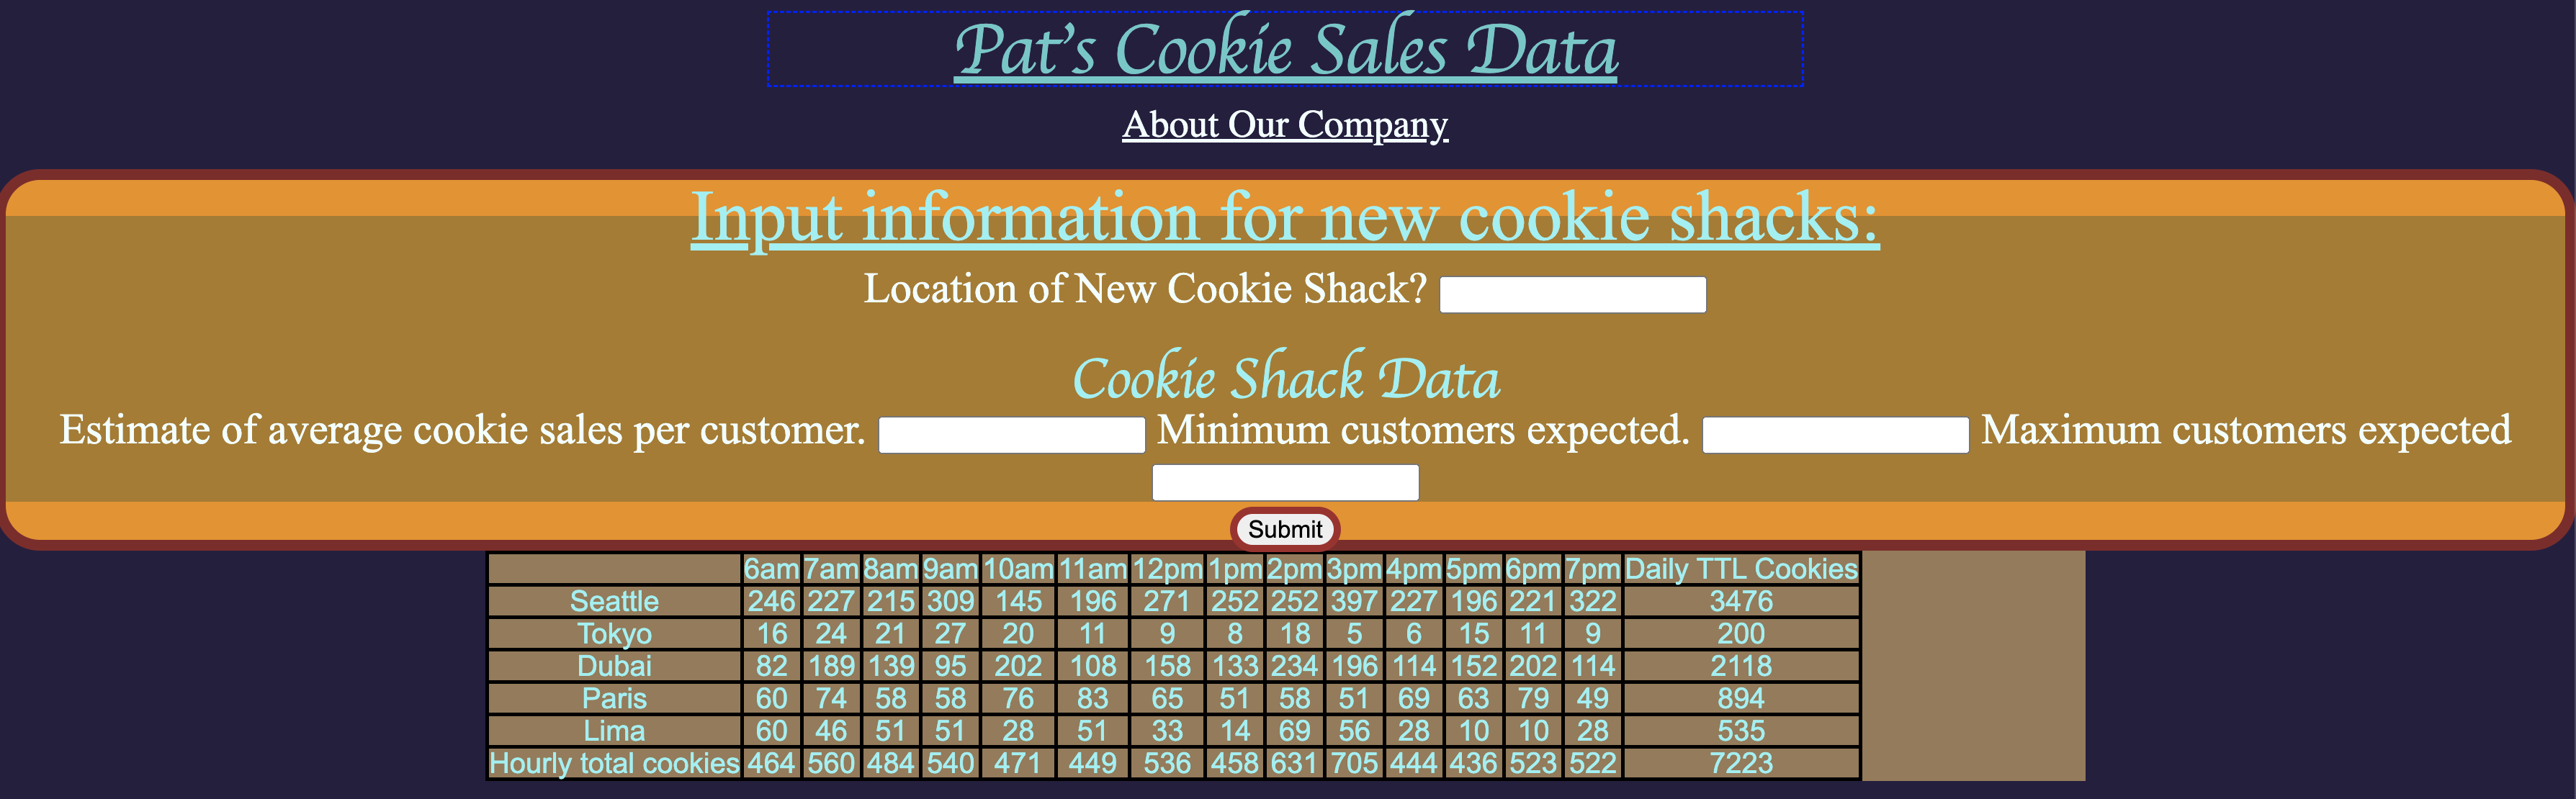 Pat's Cookie Sales Data
About Our Company
Input information for new cookie shacks:
Location of New Cookie Shack?
Cookie Shack Data
Estimate of average cookie sales per customer. Minimum customers expected. Maximum customers expected
Submit
6am 7am 8am 9am 10am 11am 12pm 1pm 2pm 3pm 4pm 5pm 6pm 7pm Daily TTL Cookies
Seattle 246 227 215 309 145 196 271 252 252 397 227 196 221 322 3476
Tokyo 16 24 21 27 20 11 9 8 18 5 6 15 11 9 200
Dubai 82 189 139 95 202 108 158 133 234 196 114 152 202 114 2118
Paris 60 74 58 58 76 83 65 51 58 51 69 63 79 49 894
Lima 60 46 51 51 28 51 33 14 69 56 28 10 10 28 535
Hourly total cookies 464 560 484 540 471 449 536 458 631 705 444 436 523 522 7223